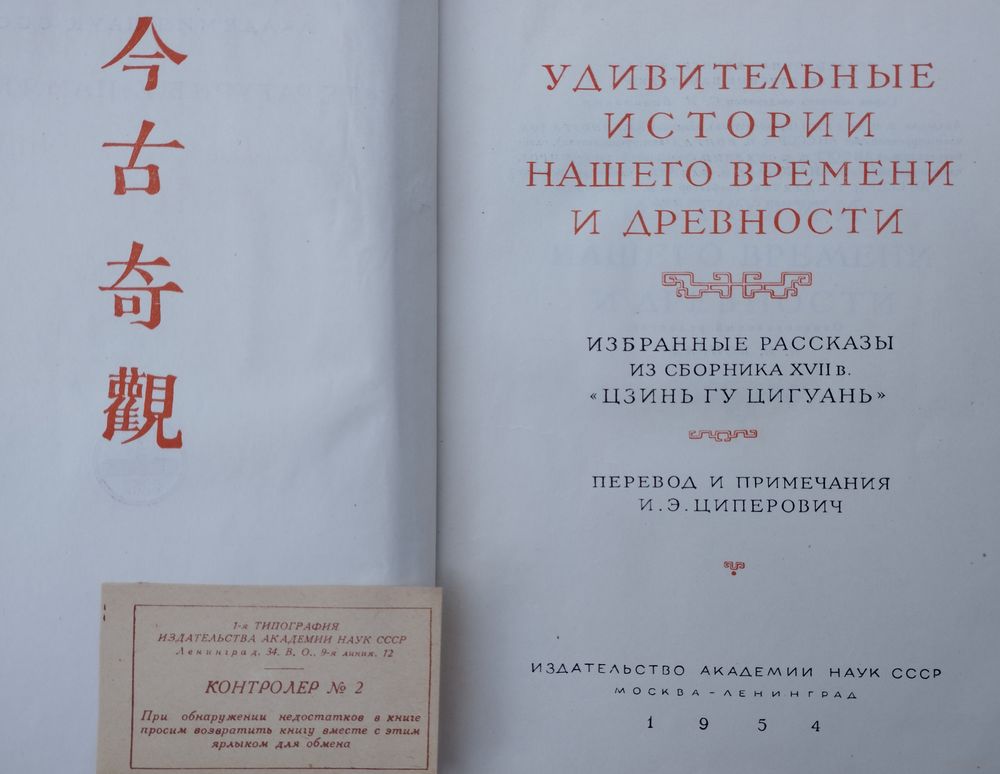 今古奇觀
1-я ТИПОГРАФИЯ
ИЗДАТЕЛЬСТВА АКАДЕМИИ НАУК СССР
Ленинград, 34. В. О., 9-я линия, 12
КОНТРОЛЕР № 2
При обнаружении недостатков в книге
просим возвратить книгу вместе с этим
ярлыком для обмена
УДИВИТЕЛЬНЫЕ
ИСТОРИИ
НАШЕГО ВРЕМЕНИ
И ДРЕВНОСТИ
ИЗБРАННЫЕ РАССКАЗЫ
ИЗ СБОРНИКА XVII в.
«ЦЗИНЬ ГУ ЦИГУАНЬ»
ПЕРЕВОД И ПРИМЕЧАНИЯ
И. Э. ЦИПЕРОВИЧ
ИЗДАТЕЛЬСТВО АКАДЕМИИ НАУК СССР
МОСКВА – ЛЕНИНГРАД
1954